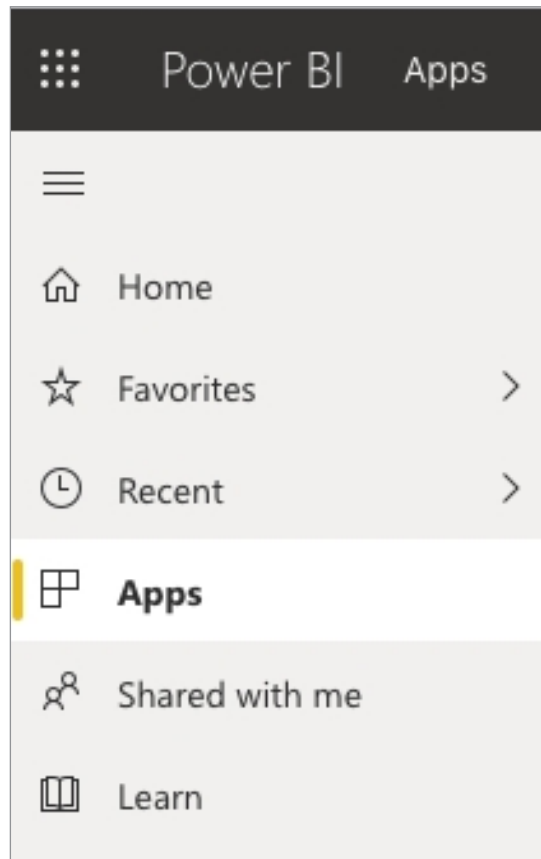 Power BI Apps
Home
Favorites
Recent
Apps
Shared with me
Learn